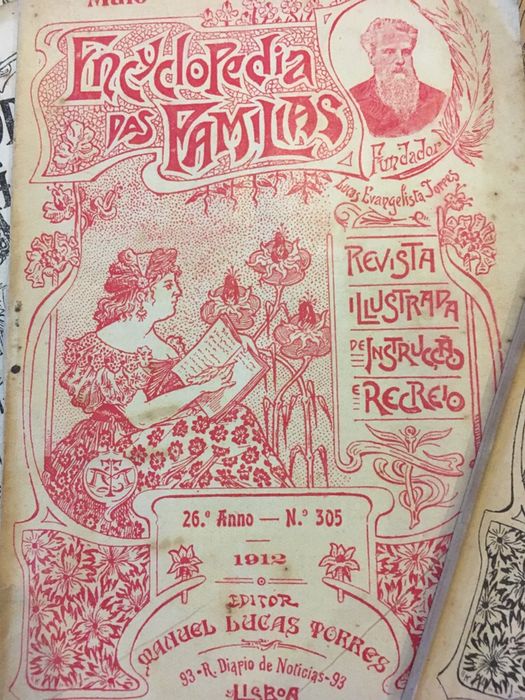 Maio
Encyclopedia
das Familias
Fundador
Lucas Evangelista Torres
Revista
Illustrada
de Instrucção
e Recreio
26.º Anno — N.º 305
1912
Editor
Manuel Lucas Torres
93-R. Diario de Noticias-93
Lisboa